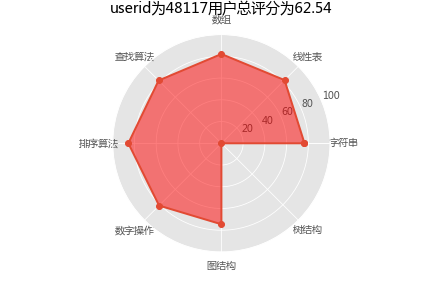 userid为48117用户总评分为62.54
数组
查找算法
线性表
100
80
60
40
20
排序算法
字符串
数字操作
树结构
图结构